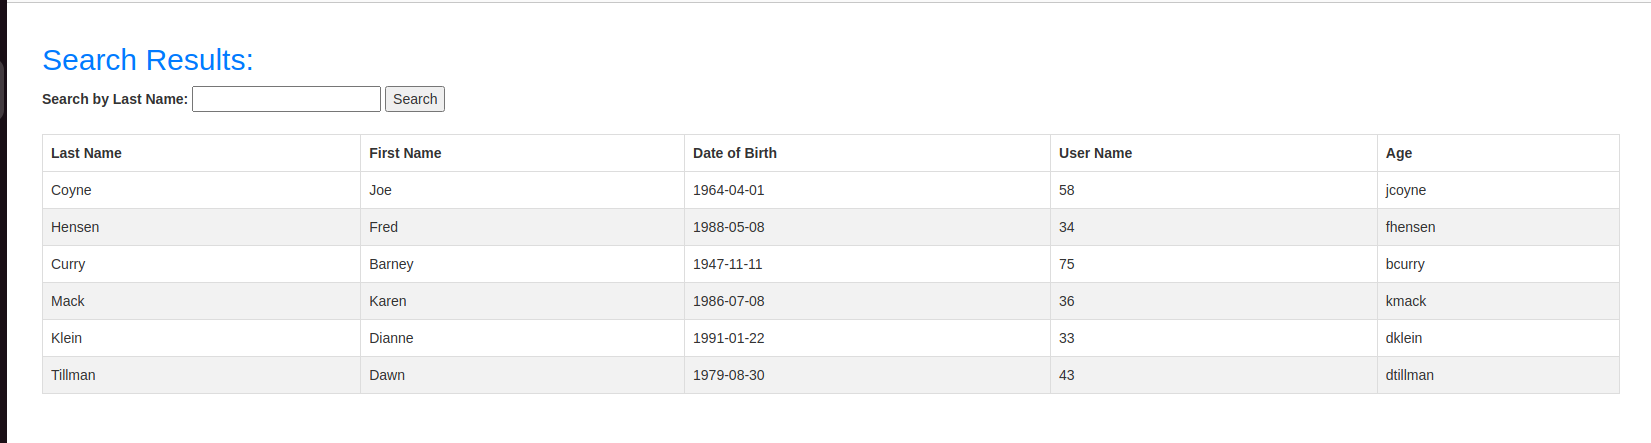 Search Results:
Search by Last Name: Search
Last Name First Name Date of Birth User Name Age
Coyne Joe 1964-04-01 58 jcoyne
Hensen Fred 1988-05-08 34 fhensen
Curry Barney 1947-11-11 75 bcurry
Mack Karen 1986-07-08 36 kmack
Klein Dianne 1991-01-22 33 dklein
Tillman Dawn 1979-08-30 43 dtillman